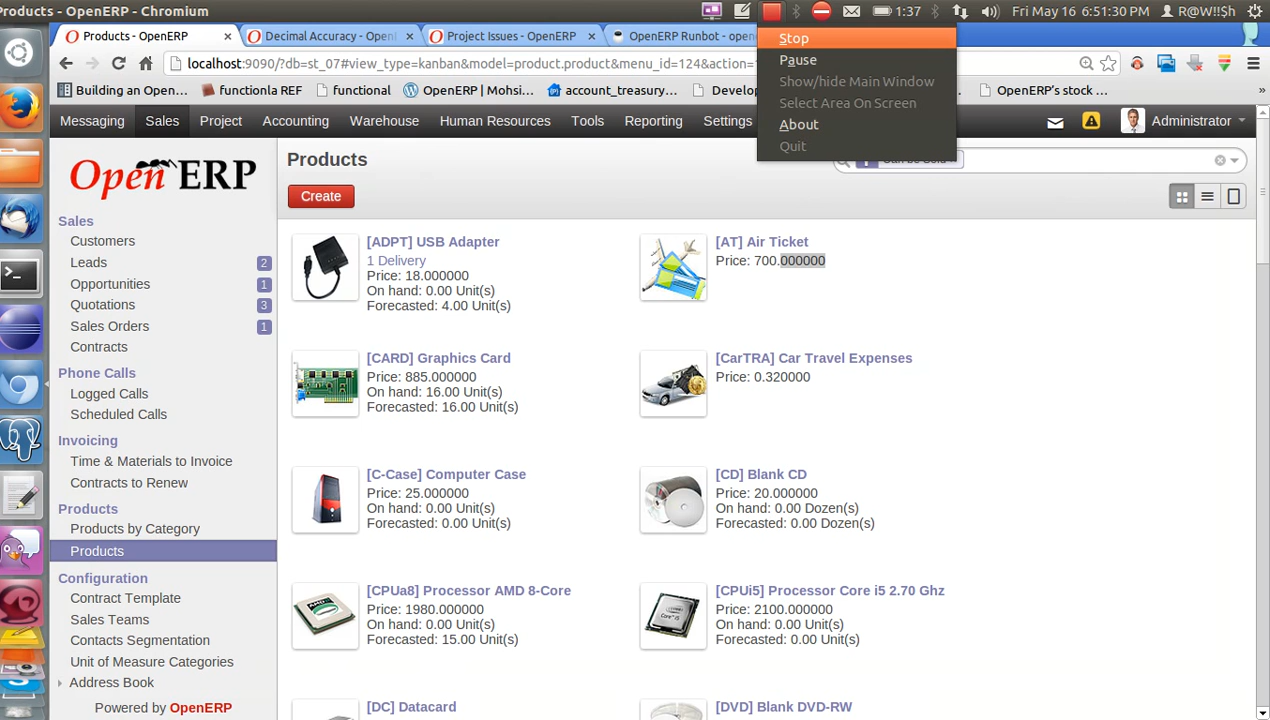 Products - OpenERP - Chromium
1:37
Fri May 16 6:51:30 PM
R@W!!$h
Products - OpenERP
Decimal Accuracy - OpenERP
Project Issues - OpenERP
OpenERP Runbot - open
localhost:9090/?db=st_07#view_type=kanban&model=product.product&menu_id=124&action=
Building an Open...
functionla REF
functional
OpenERP | Mohsi...
account_treasury...
Develop
OpenERP's stock ...
Stop
Pause
Show/hide Main Window
Select Area On Screen
About
Quit
Messaging
Sales
Project
Accounting
Warehouse
Human Resources
Tools
Reporting
Settings
Administrator
Open ERP
Products
Can be Sold
Create
Sales
Customers
Leads 2
Opportunities 1
Quotations 3
Sales Orders 1
Contracts
Phone Calls
Logged Calls
Scheduled Calls
Invoicing
Time & Materials to Invoice
Contracts to Renew
Products
Products by Category
Products
Configuration
Contract Template
Sales Teams
Contacts Segmentation
Unit of Measure Categories
Address Book
Powered by OpenERP
[ADPT] USB Adapter
1 Delivery
Price: 18.000000
On hand: 0.00 Unit(s)
Forecasted: 4.00 Unit(s)
[AT] Air Ticket
Price: 700.000000
[CARD] Graphics Card
Price: 885.000000
On hand: 16.00 Unit(s)
Forecasted: 16.00 Unit(s)
[CarTRA] Car Travel Expenses
Price: 0.320000
[C-Case] Computer Case
Price: 25.000000
On hand: 0.00 Unit(s)
Forecasted: 0.00 Unit(s)
[CD] Blank CD
Price: 20.000000
On hand: 0.00 Dozen(s)
Forecasted: 0.00 Dozen(s)
[CPUa8] Processor AMD 8-Core
Price: 1980.000000
On hand: 0.00 Unit(s)
Forecasted: 15.00 Unit(s)
[CPUi5] Processor Core i5 2.70 Ghz
Price: 2100.000000
On hand: 0.00 Unit(s)
Forecasted: 0.00 Unit(s)
[DC] Datacard
[DVD] Blank DVD-RW